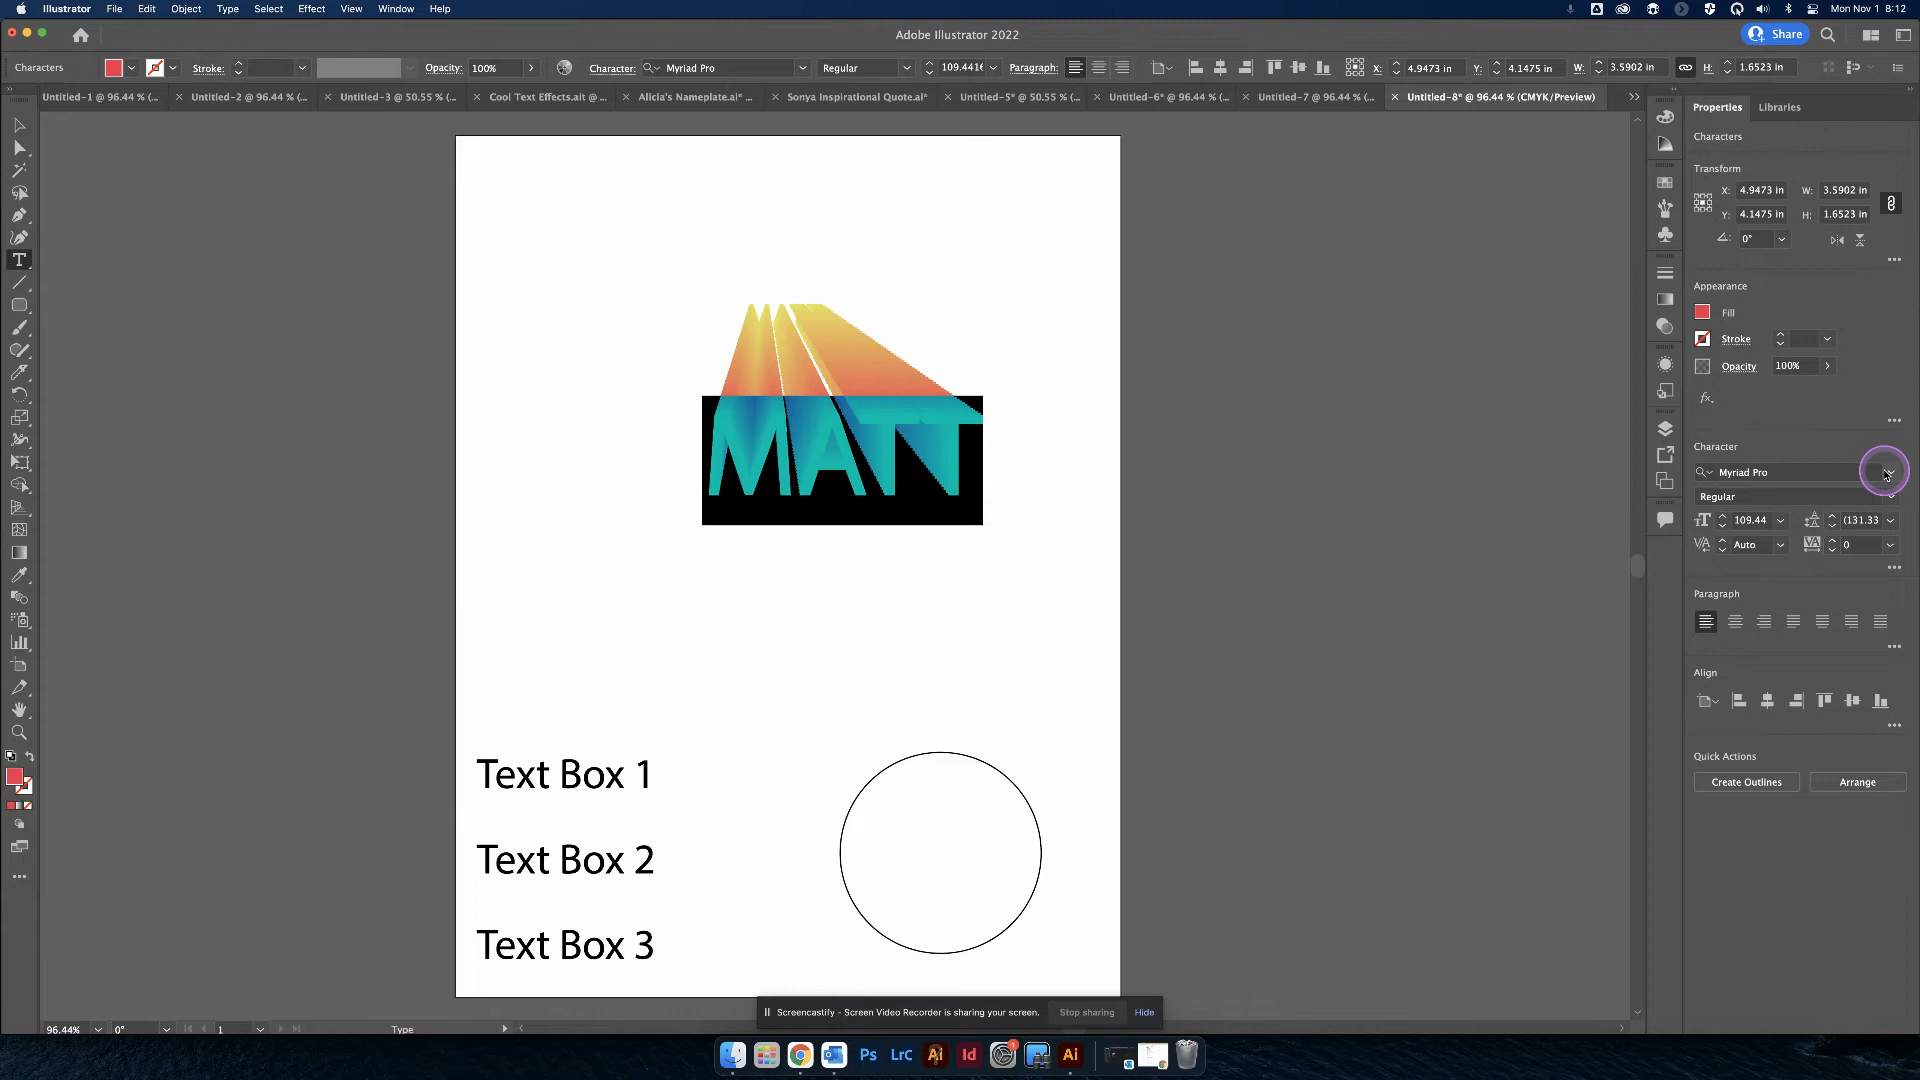 Illustrator File Edit Object Type Select Effect View Window Help
Mon Nov 1 8:12
Adobe Illustrator 2022
Share
Characters Stroke: Opacity: 100% Character: Myriad Pro Regular 109.4416 Paragraph: X: 4.9473 in Y: 4.1475 in W: 3.5902 in H: 1.6523 in
Untitled-1 @ 96.44 % (... Untitled-2 @ 96.44 % (... Untitled-3 @ 50.55 % (... Cool Text Effects.ait @ ... Alicia's Nameplate.ai* ... Sonya Inspirational Quote.ai* Untitled-5* @ 50.55 % (... Untitled-6* @ 96.44 % (... Untitled-7 @ 96.44 % (... Untitled-8* @ 96.44 % (CMYK/Preview)
Properties Libraries
Characters
Transform
X: 4.9473 in W: 3.5902 in
Y: 4.1475 in H: 1.6523 in
0°
Appearance
Fill
Stroke
Opacity 100%
fx.
Character
Myriad Pro
Regular
109.44 (131.33
Auto 0
Paragraph
Align
Quick Actions
Create Outlines Arrange
MATT
Text Box 1
Text Box 2
Text Box 3
Screencastify - Screen Video Recorder is sharing your screen. Stop sharing Hide
96.44% 0° 1 Type
Ps LrC Ai Id 1 Ai